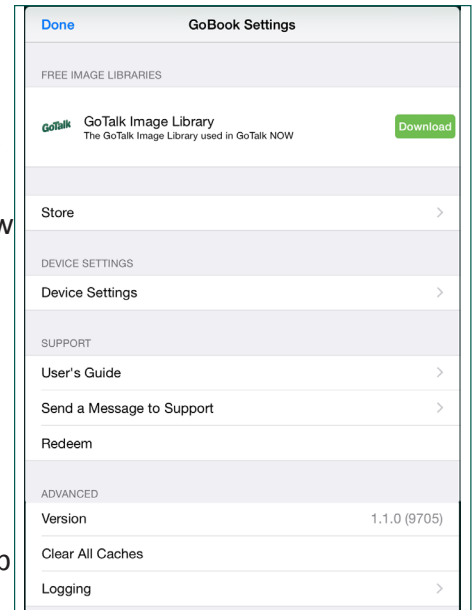 Done GoBook Settings
FREE IMAGE LIBRARIES
GoTalk GoTalk Image Library
The GoTalk Image Library used in GoTalk NOW
Download
Store
DEVICE SETTINGS
Device Settings
SUPPORT
User's Guide
Send a Message to Support
Redeem
ADVANCED
Version 1.1.0 (9705)
Clear All Caches
Logging